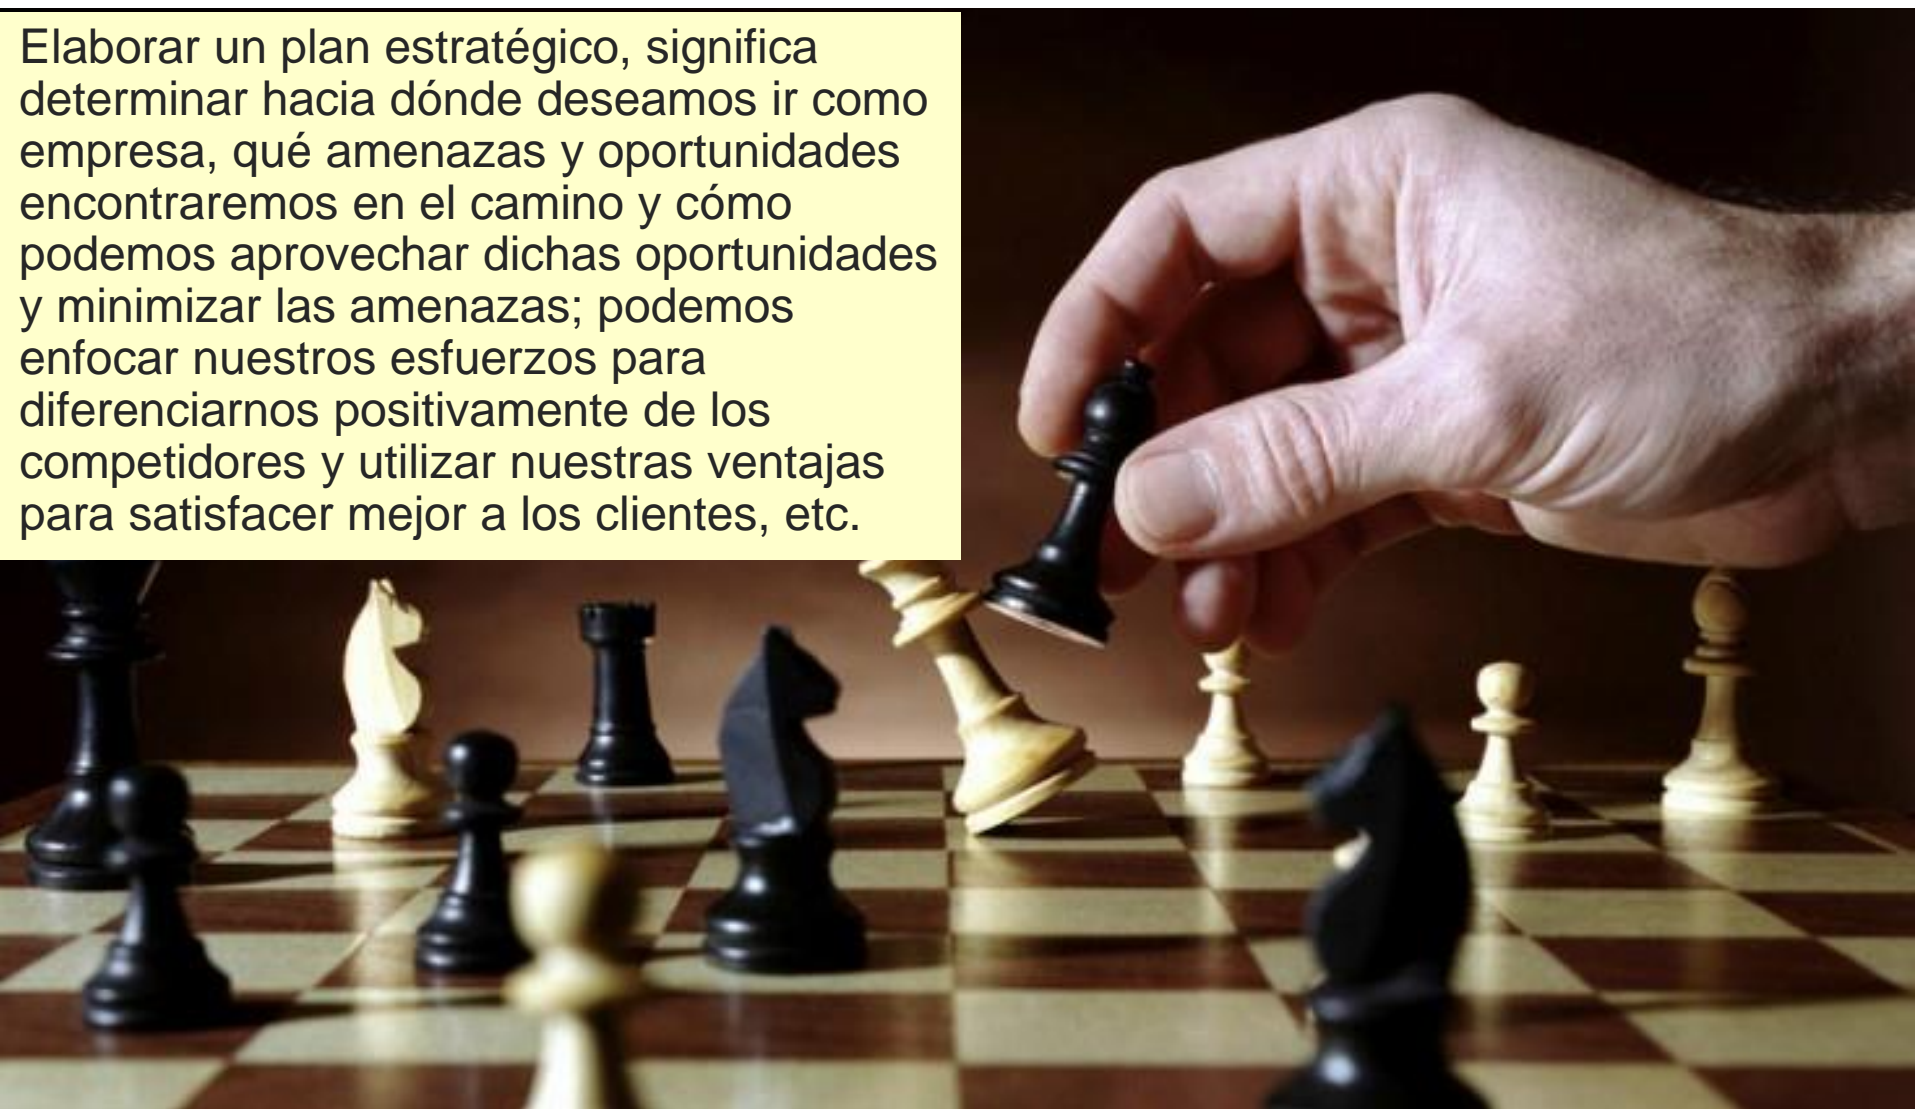 Elaborar un plan estratégico, significa
determinar hacia dónde deseamos ir como
empresa, qué amenazas y oportunidades
encontraremos en el camino y cómo
podemos aprovechar dichas oportunidades
y minimizar las amenazas; podemos
enfocar nuestros esfuerzos para
diferenciarnos positivamente de los
competidores y utilizar nuestras ventajas
para satisfacer mejor a los clientes, etc.